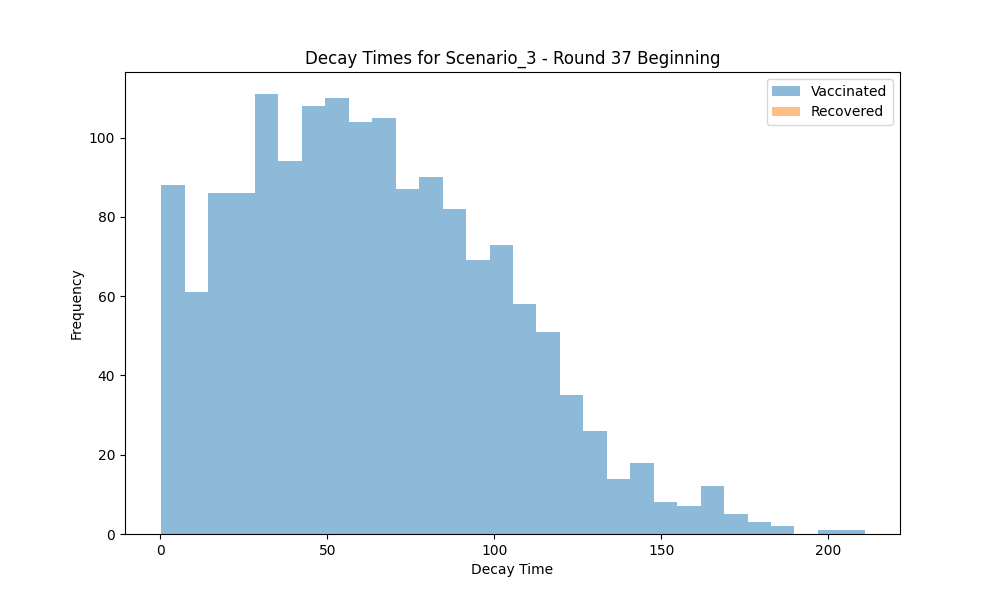 Decay Times for Scenario_3 - Round 37 Beginning
Vaccinated
Recovered
100
80
60
40
20
0
Frequency
0 50 100 150 200
Decay Time